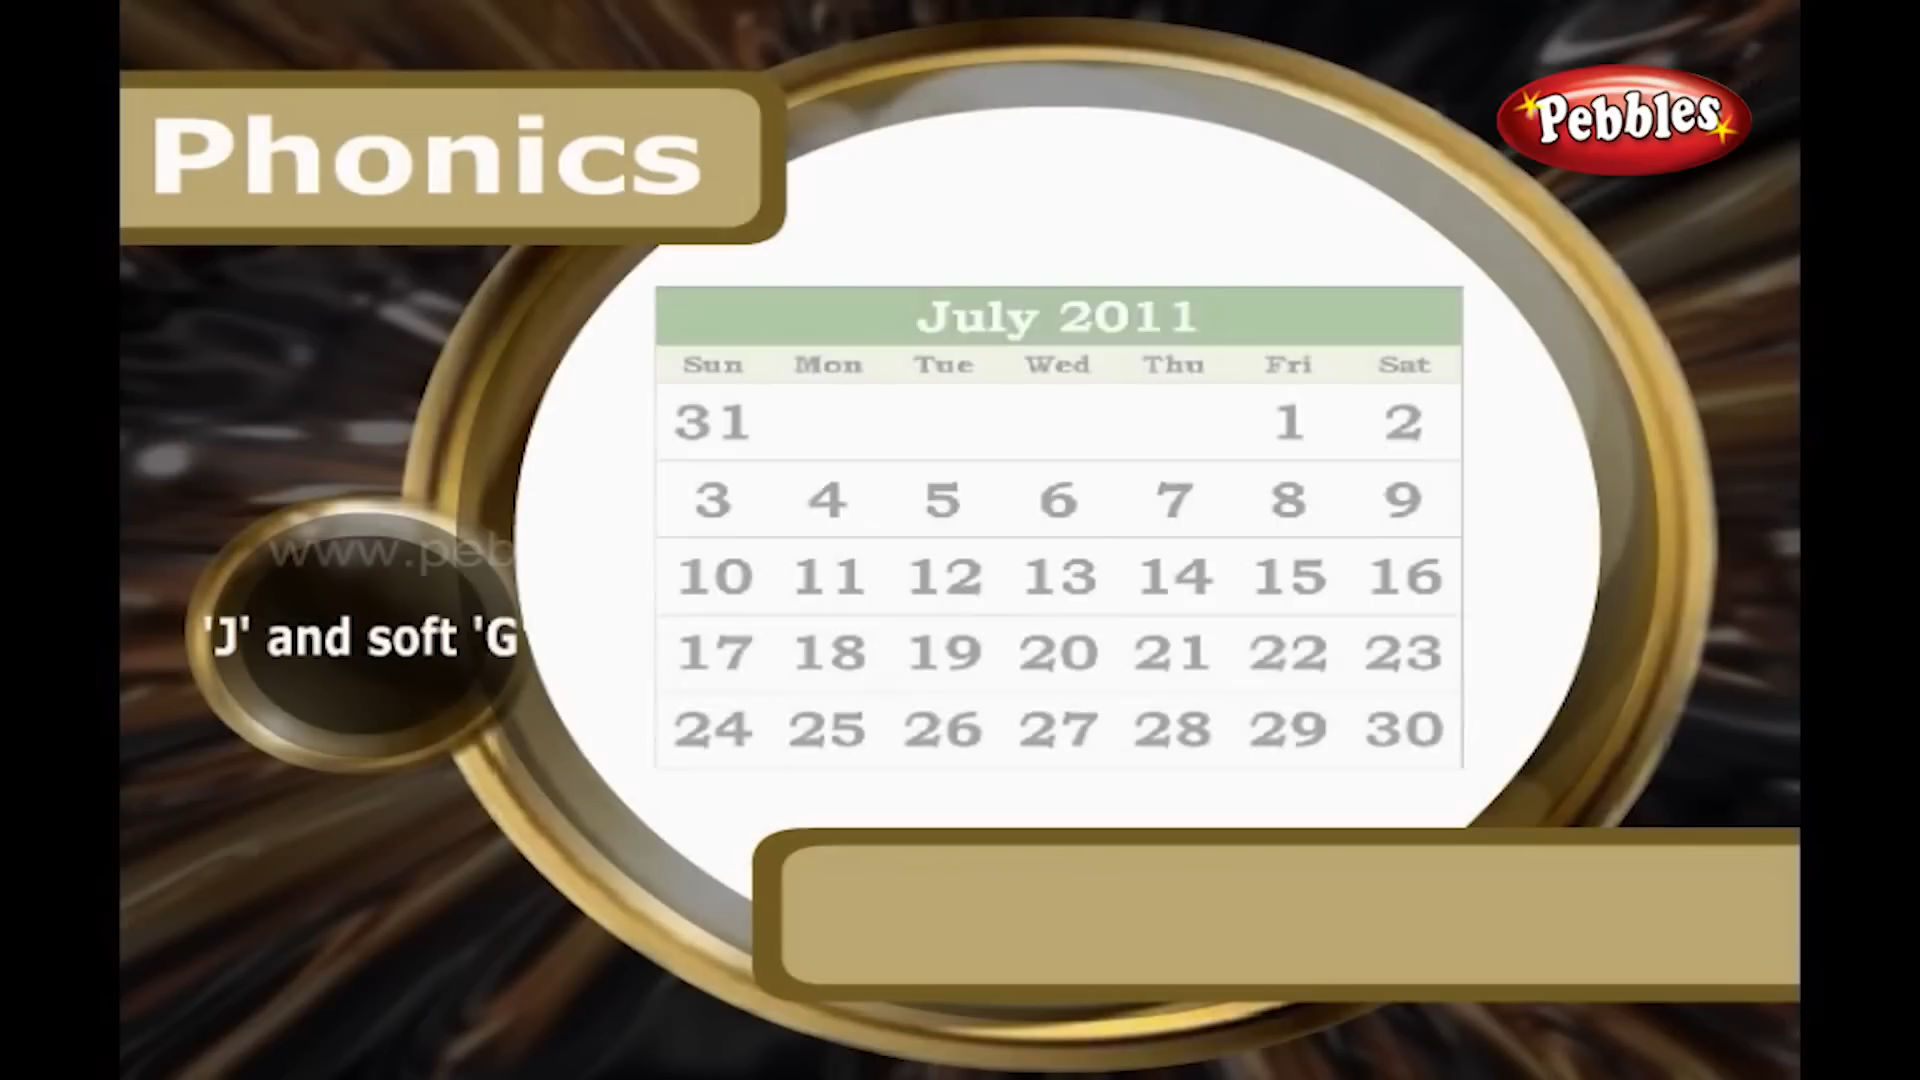 Phonics
Pebbles
July 2011
Sun Mon Tue Wed Thu Fri Sat
31 1 2
3 4 5 6 7 8 9
10 11 12 13 14 15 16
www.peb
'J' and soft 'G
17 18 19 20 21 22 23
24 25 26 27 28 29 30